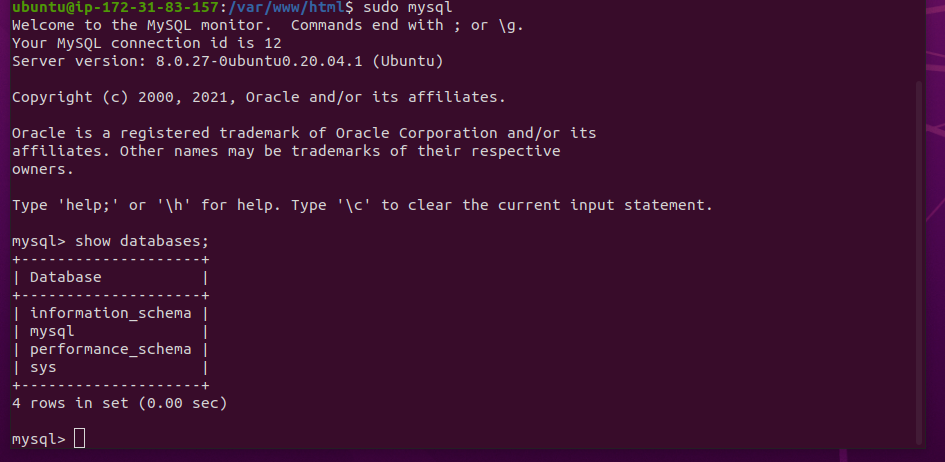 ubuntu@ip-172-31-83-157:/var/www/html$ sudo mysql
Welcome to the MySQL monitor.  Commands end with ; or \g.
Your MySQL connection id is 12
Server version: 8.0.27-0ubuntu0.20.04.1 (Ubuntu)

Copyright (c) 2000, 2021, Oracle and/or its affiliates.

Oracle is a registered trademark of Oracle Corporation and/or its
affiliates. Other names may be trademarks of their respective
owners.

Type 'help;' or '\h' for help. Type '\c' to clear the current input statement.

mysql> show databases;
+--------------------+
| Database           |
+--------------------+
| information_schema |
| mysql              |
| performance_schema |
| sys                |
+--------------------+
4 rows in set (0.00 sec)

mysql>